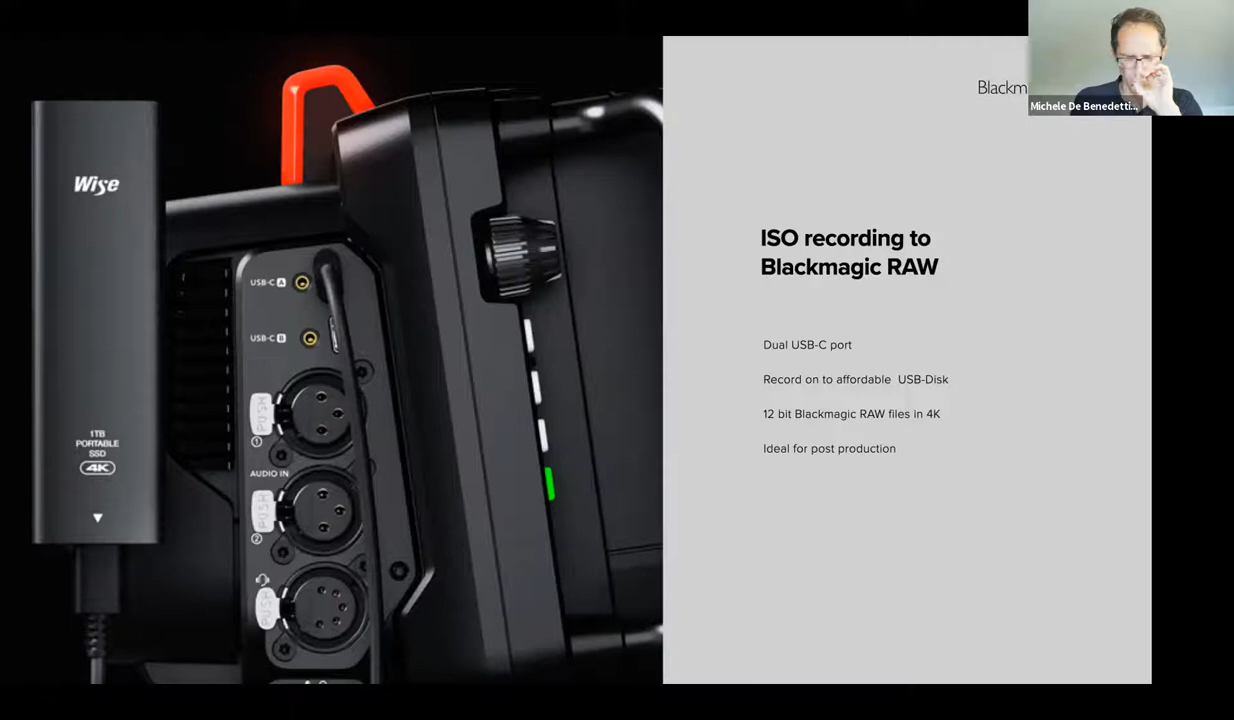 Blackm
Michele De Benedetti...
Wise
1TB
PORTABLE
SSD
4K
USB-C A
USB-C B
PUSH
1
AUDIO IN
PUSH
2
PUSH
ISO recording to
Blackmagic RAW
Dual USB-C port
Record on to affordable USB-Disk
12 bit Blackmagic RAW files in 4K
Ideal for post production